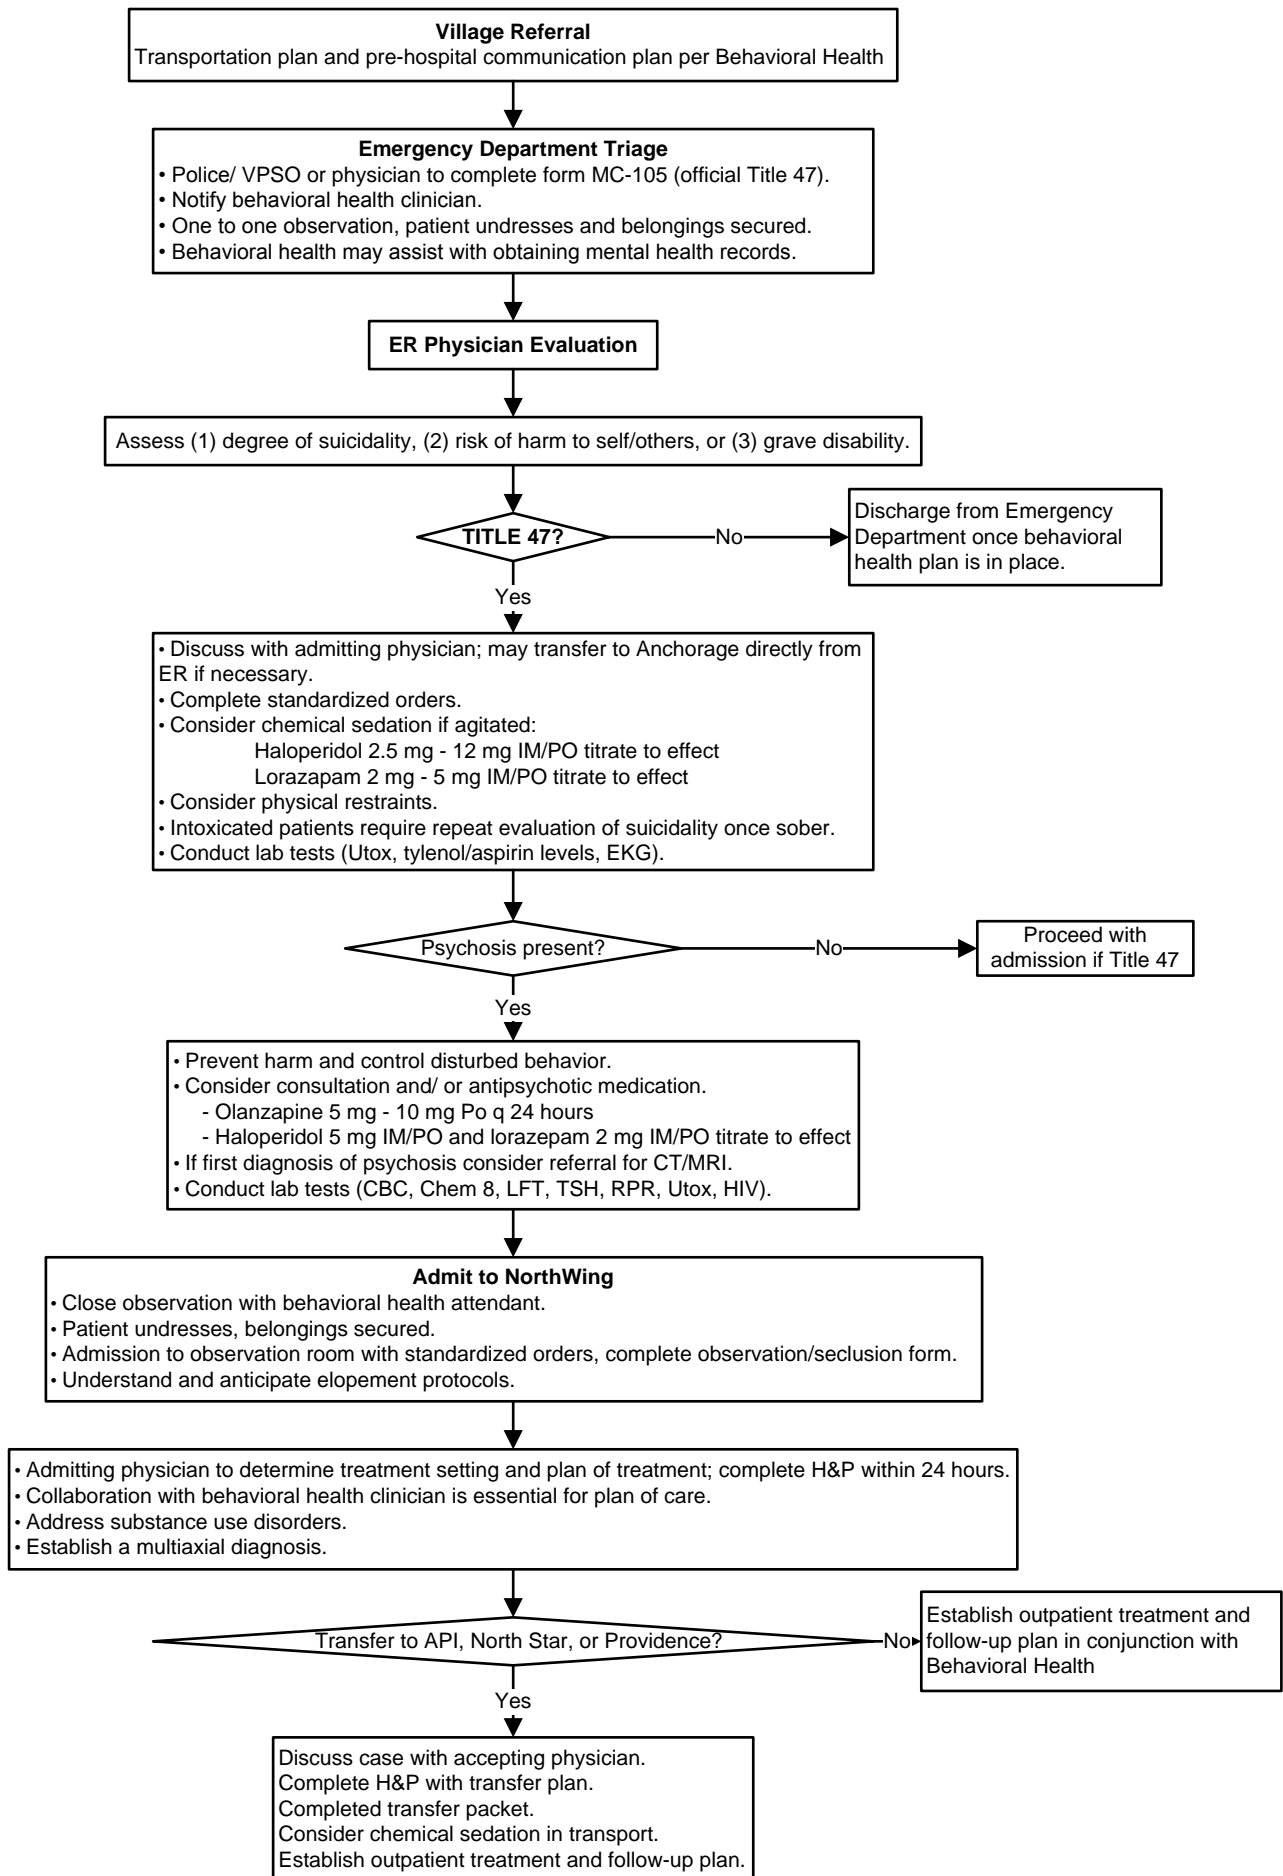 Village Referral
Transportation plan and pre-hospital communication plan per Behavioral Health
Emergency Department Triage
• Police/ VPSO or physician to complete form MC-105 (official Title 47).
• Notify behavioral health clinician.
• One to one observation, patient undresses and belongings secured.
• Behavioral health may assist with obtaining mental health records.
ER Physician Evaluation
Assess (1) degree of suicidality, (2) risk of harm to self/others, or (3) grave disability.
TITLE 47?
No
Discharge from Emergency
Department once behavioral
health plan is in place.
Yes
• Discuss with admitting physician; may transfer to Anchorage directly from
ER if necessary.
• Complete standardized orders.
• Consider chemical sedation if agitated:
Haloperidol 2.5 mg - 12 mg IM/PO titrate to effect
Lorazapam 2 mg - 5 mg IM/PO titrate to effect
• Consider physical restraints.
• Intoxicated patients require repeat evaluation of suicidality once sober.
• Conduct lab tests (Utox, tylenol/aspirin levels, EKG).
Psychosis present?
No
Proceed with
admission if Title 47
Yes
• Prevent harm and control disturbed behavior.
• Consider consultation and/ or antipsychotic medication.
- Olanzapine 5 mg - 10 mg Po q 24 hours
- Haloperidol 5 mg IM/PO and lorazepam 2 mg IM/PO titrate to effect
• If first diagnosis of psychosis consider referral for CT/MRI.
• Conduct lab tests (CBC, Chem 8, LFT, TSH, RPR, Utox, HIV).
Admit to NorthWing
• Close observation with behavioral health attendant.
• Patient undresses, belongings secured.
• Admission to observation room with standardized orders, complete observation/seclusion form.
• Understand and anticipate elopement protocols.
• Admitting physician to determine treatment setting and plan of treatment; complete H&P within 24 hours.
• Collaboration with behavioral health clinician is essential for plan of care.
• Address substance use disorders.
• Establish a multiaxial diagnosis.
Transfer to API, North Star, or Providence?
No
Establish outpatient treatment and
follow-up plan in conjunction with
Behavioral Health
Yes
Discuss case with accepting physician.
Complete H&P with transfer plan.
Completed transfer packet.
Consider chemical sedation in transport.
Establish outpatient treatment and follow-up plan.